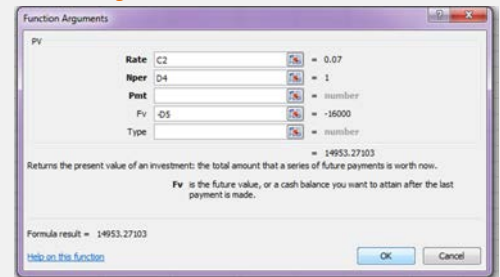 Function Arguments
PV
Rate C2 = 0.07
Nper D4 = 1
Pmt = number
Fv -D5 = -16000
Type = number
= 14953.27103
Returns the present value of an investment: the total amount that a series of future payments is worth now.
Fv is the future value, or a cash balance you want to attain after the last
payment is made.
Formula result = 14953.27103
Help on this function OK Cancel